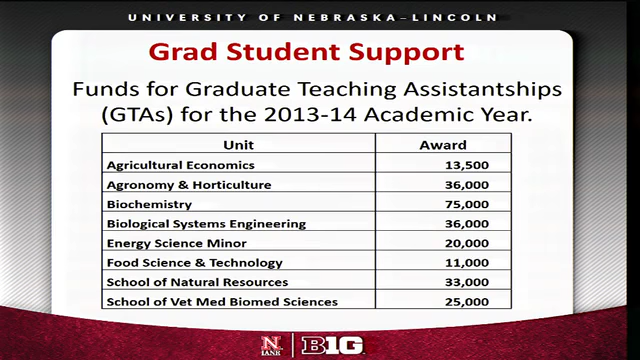 UNIVERSITY OF NEBRASKA–LINCOLN
Grad Student Support
Funds for Graduate Teaching Assistantships
(GTAs) for the 2013-14 Academic Year.
Unit Award
Agricultural Economics 13,500
Agronomy & Horticulture 36,000
Biochemistry 75,000
Biological Systems Engineering 36,000
Energy Science Minor 20,000
Food Science & Technology 11,000
School of Natural Resources 33,000
School of Vet Med Biomed Sciences 25,000
N IANR B1G